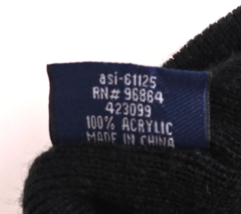 asi-61125
RN# 96864
423099
100% ACRYLIC
MADE IN CHINA